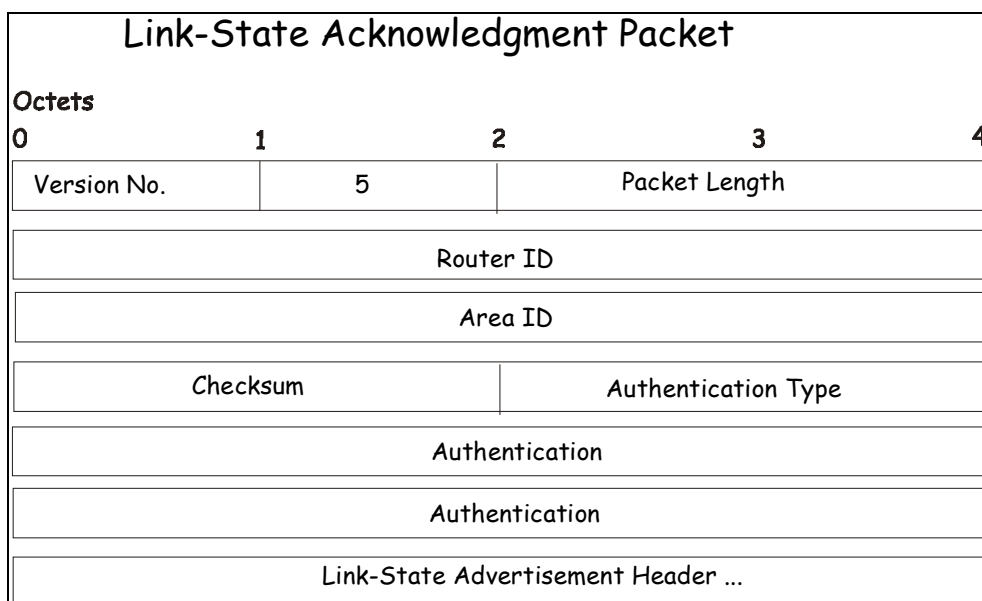 Link-State Acknowledgment Packet
Octets
0 1 2 3 4
Version No. 5 Packet Length
Router ID
Area ID
Checksum Authentication Type
Authentication
Authentication
Link-State Advertisement Header ...